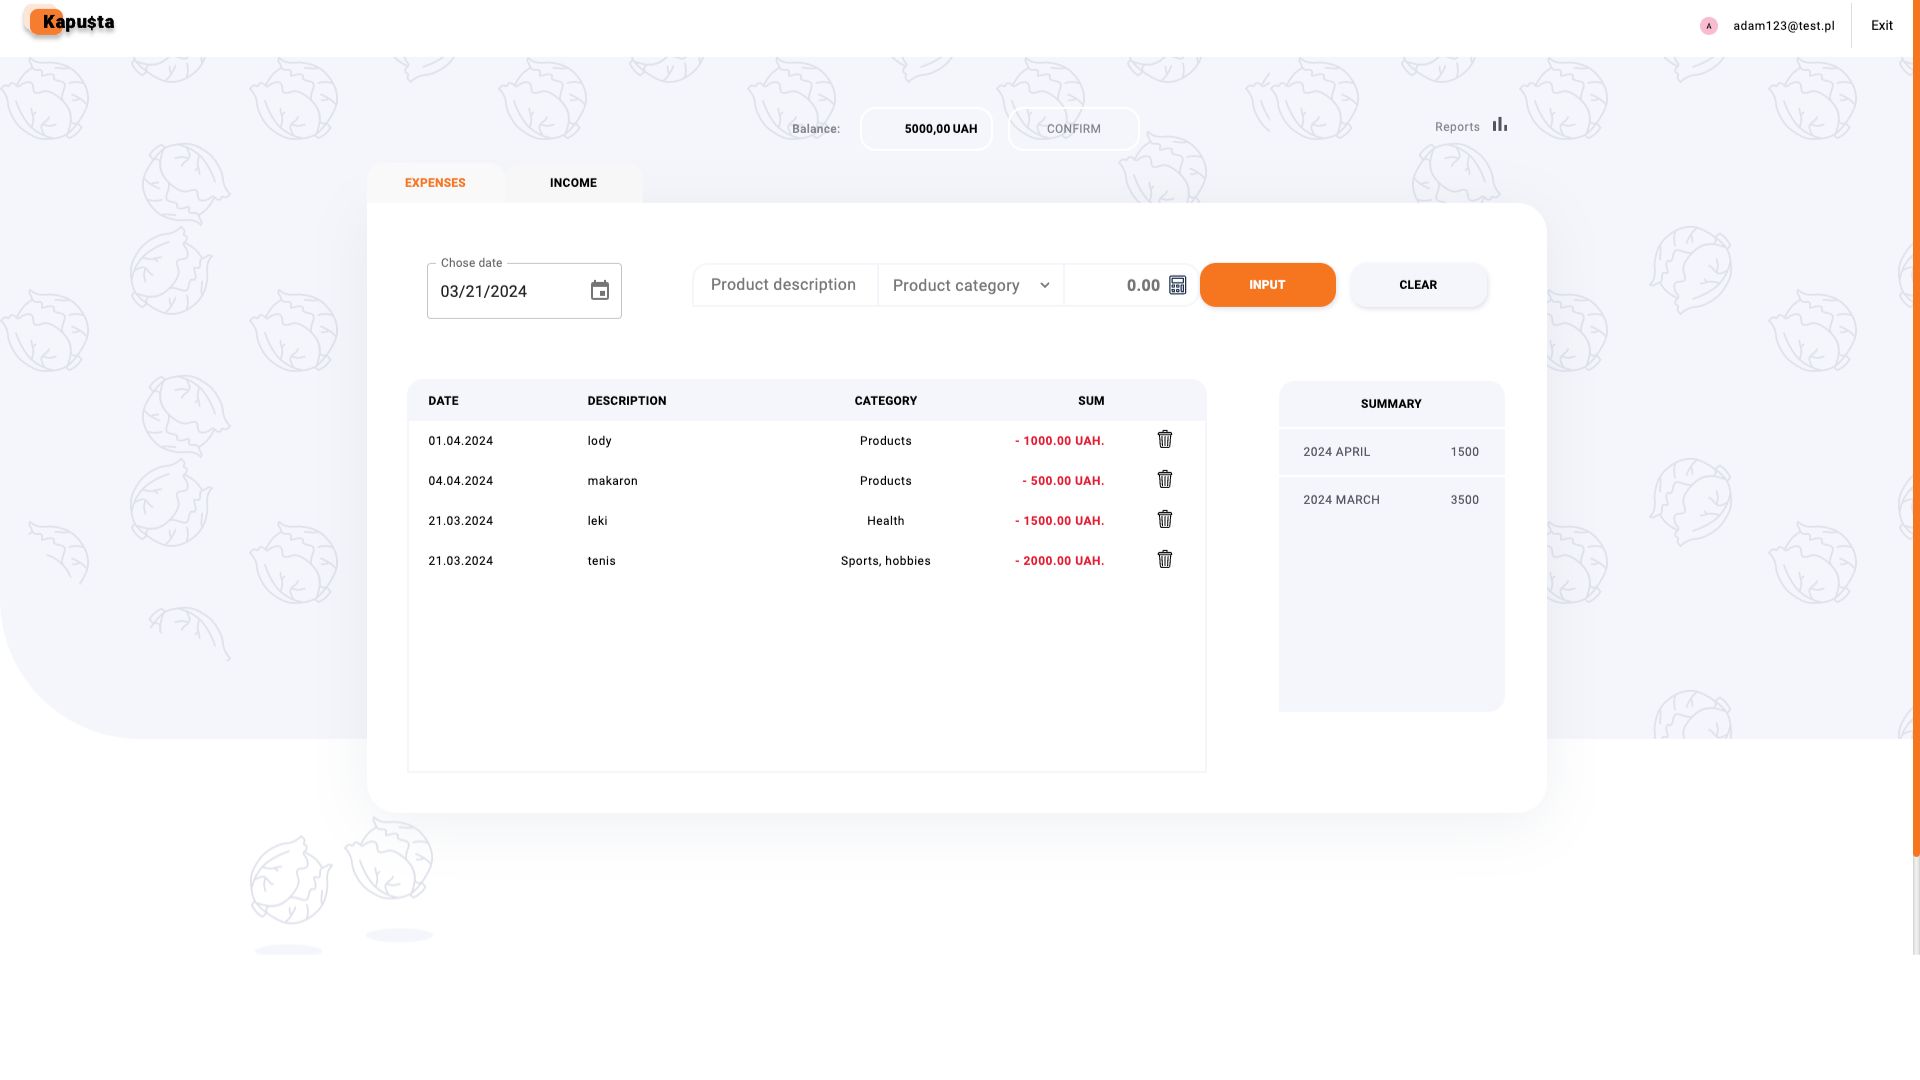 Kapu$ta
A adam123@test.pl Exit
Balance: 5000,00 UAH CONFIRM Reports
EXPENSES INCOME
Chose date
03/21/2024 Product description Product category 0.00 INPUT CLEAR
DATE DESCRIPTION CATEGORY SUM
01.04.2024 lody Products - 1000.00 UAH.
04.04.2024 makaron Products - 500.00 UAH.
21.03.2024 leki Health - 1500.00 UAH.
21.03.2024 tenis Sports, hobbies - 2000.00 UAH.
SUMMARY
2024 APRIL 1500
2024 MARCH 3500